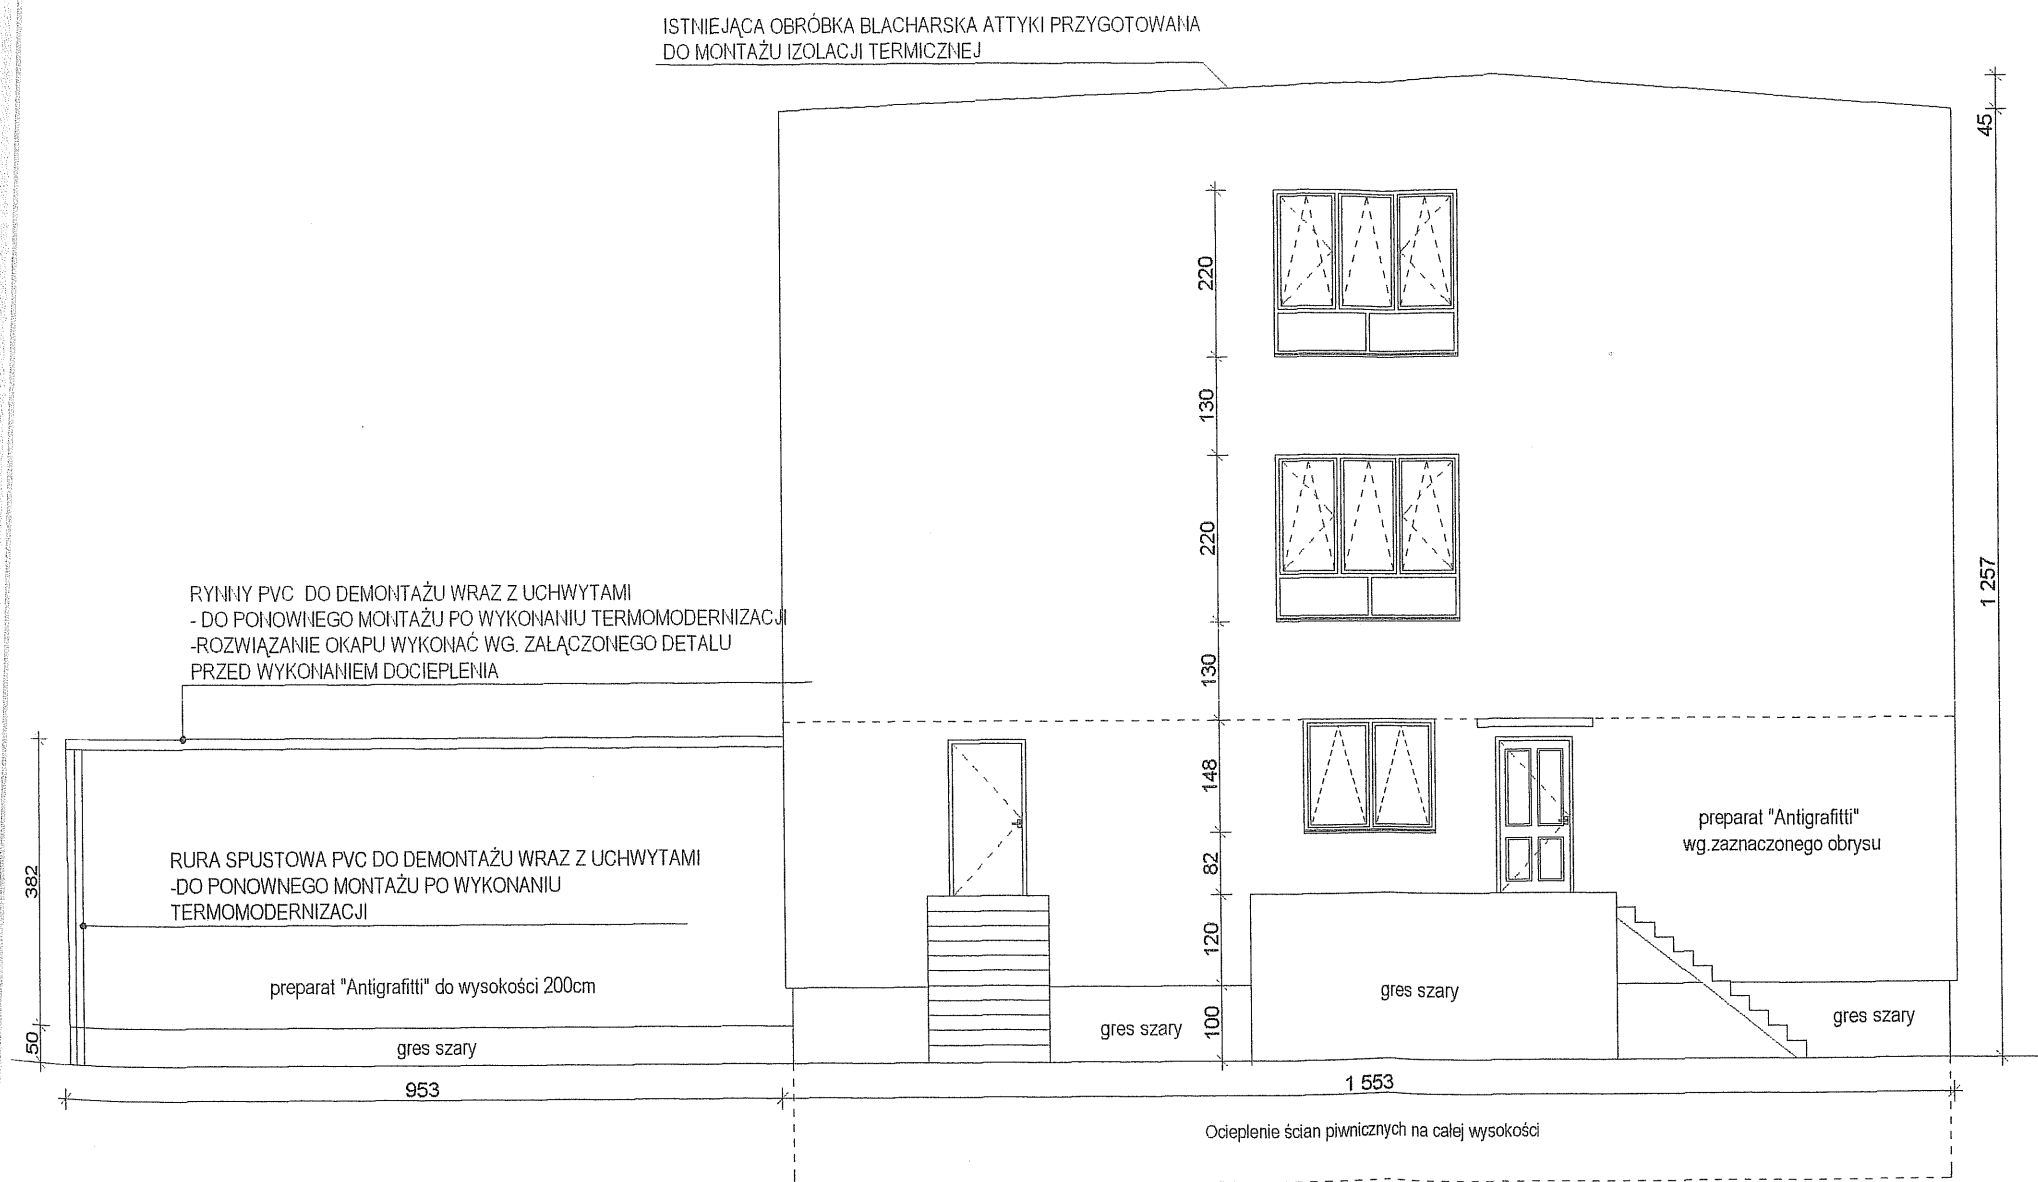 ISTNIEJĄCA OBRÓBKA BLACHARSKA ATTYKI PRZYGOTOWANA
DO MONTAŻU IZOLACJI TERMICZNEJ
45
220
130
220
1 257
RYNNY PVC DO DEMONTAŻU WRAZ Z UCHWYTAMI
- DO PONOWNEGO MONTAŻU PO WYKONANIU TERMOMODERNIZACJI
-ROZWIĄZANIE OKAPU WYKONAĆ WG. ZAŁĄCZONEGO DETALU
PRZED WYKONANIEM DOCIEPLENIA
130
148
preparat "Antigrafitti"
wg.zaznaczonego obrysu
382
RURA SPUSTOWA PVC DO DEMONTAŻU WRAZ Z UCHWYTAMI
-DO PONOWNEGO MONTAŻU PO WYKONANIU
TERMOMODERNIZACJI
82
120
preparat "Antigrafitti" do wysokości 200cm
gres szary
100
gres szary
gres szary
50
gres szary
953
1 553
Ocieplenie ścian piwnicznych na całej wysokości